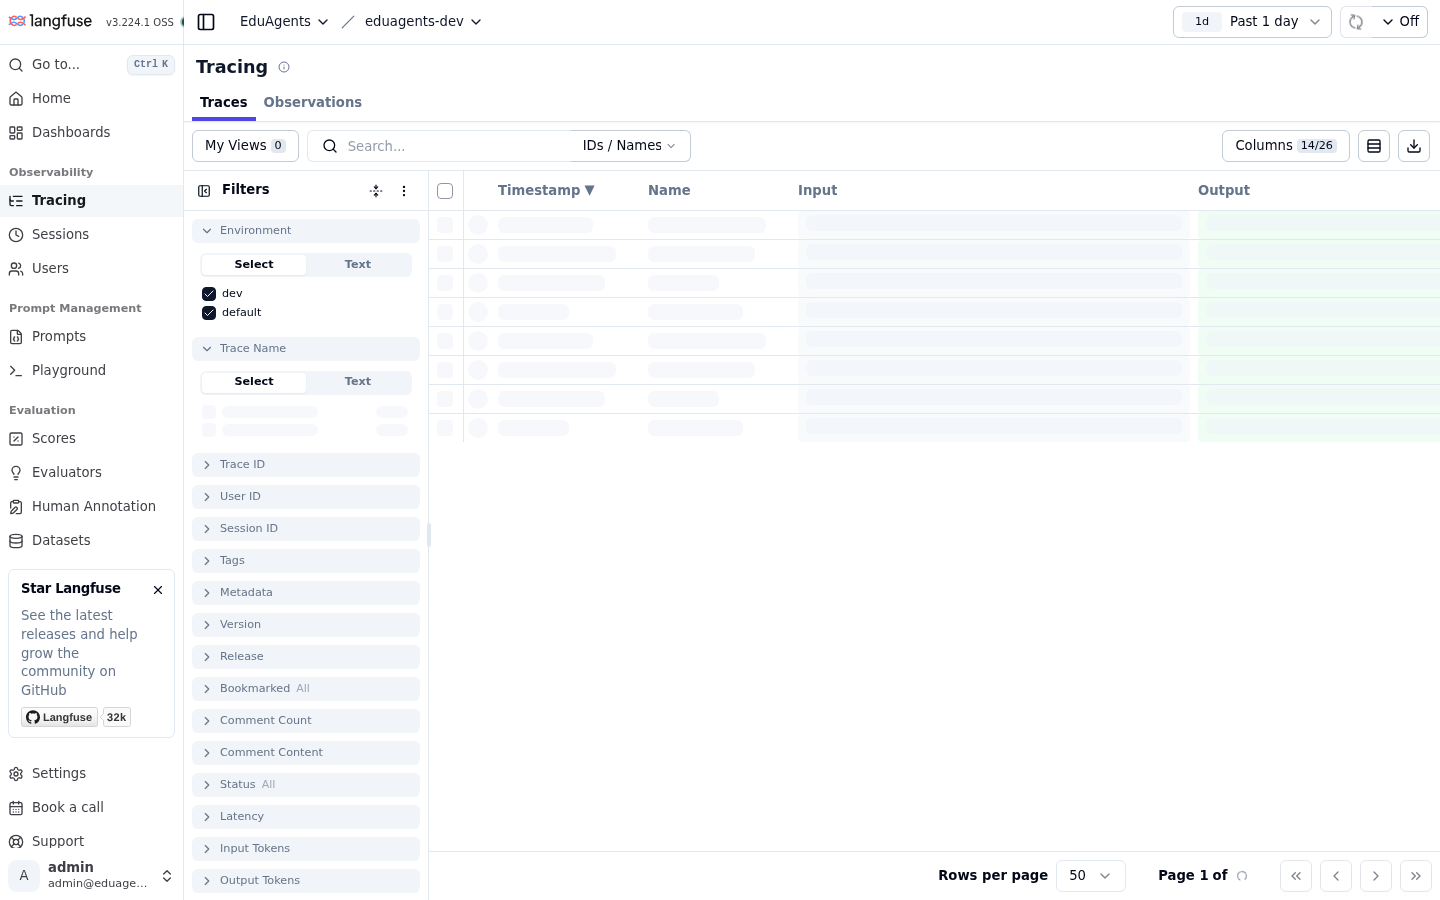 langfuse
v3.224.1 OSS
EduAgents
eduagents-dev
1d
Past 1 day
Off
Go to...
Ctrl K
Home
Dashboards
Observability
Tracing
Sessions
Users
Prompt Management
Prompts
Playground
Evaluation
Scores
Evaluators
Human Annotation
Datasets
Star Langfuse
See the latest
releases and help
grow the
community on
GitHub
Langfuse
32k
Settings
Book a call
Support
A
admin
admin@eduage...
Tracing
Traces
Observations
My Views 0
Search...
IDs / Names
Columns 14/26
Filters
Environment
Select
Text
dev
default
Trace Name
Select
Text
Trace ID
User ID
Session ID
Tags
Metadata
Version
Release
Bookmarked All
Comment Count
Comment Content
Status All
Latency
Input Tokens
Output Tokens
Timestamp ▼
Name
Input
Output
Rows per page
50
Page 1 of